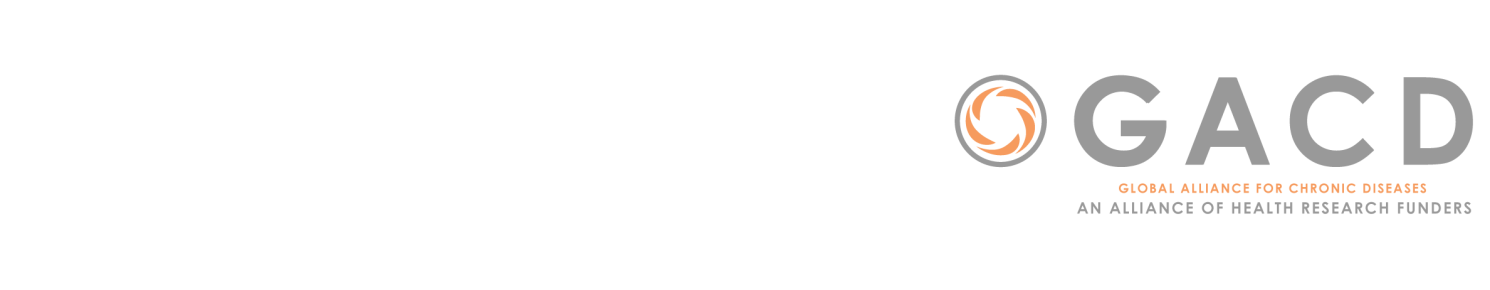 GACD
GLOBAL ALLIANCE FOR CHRONIC DISEASES
AN ALLIANCE OF HEALTH RESEARCH FUNDERS